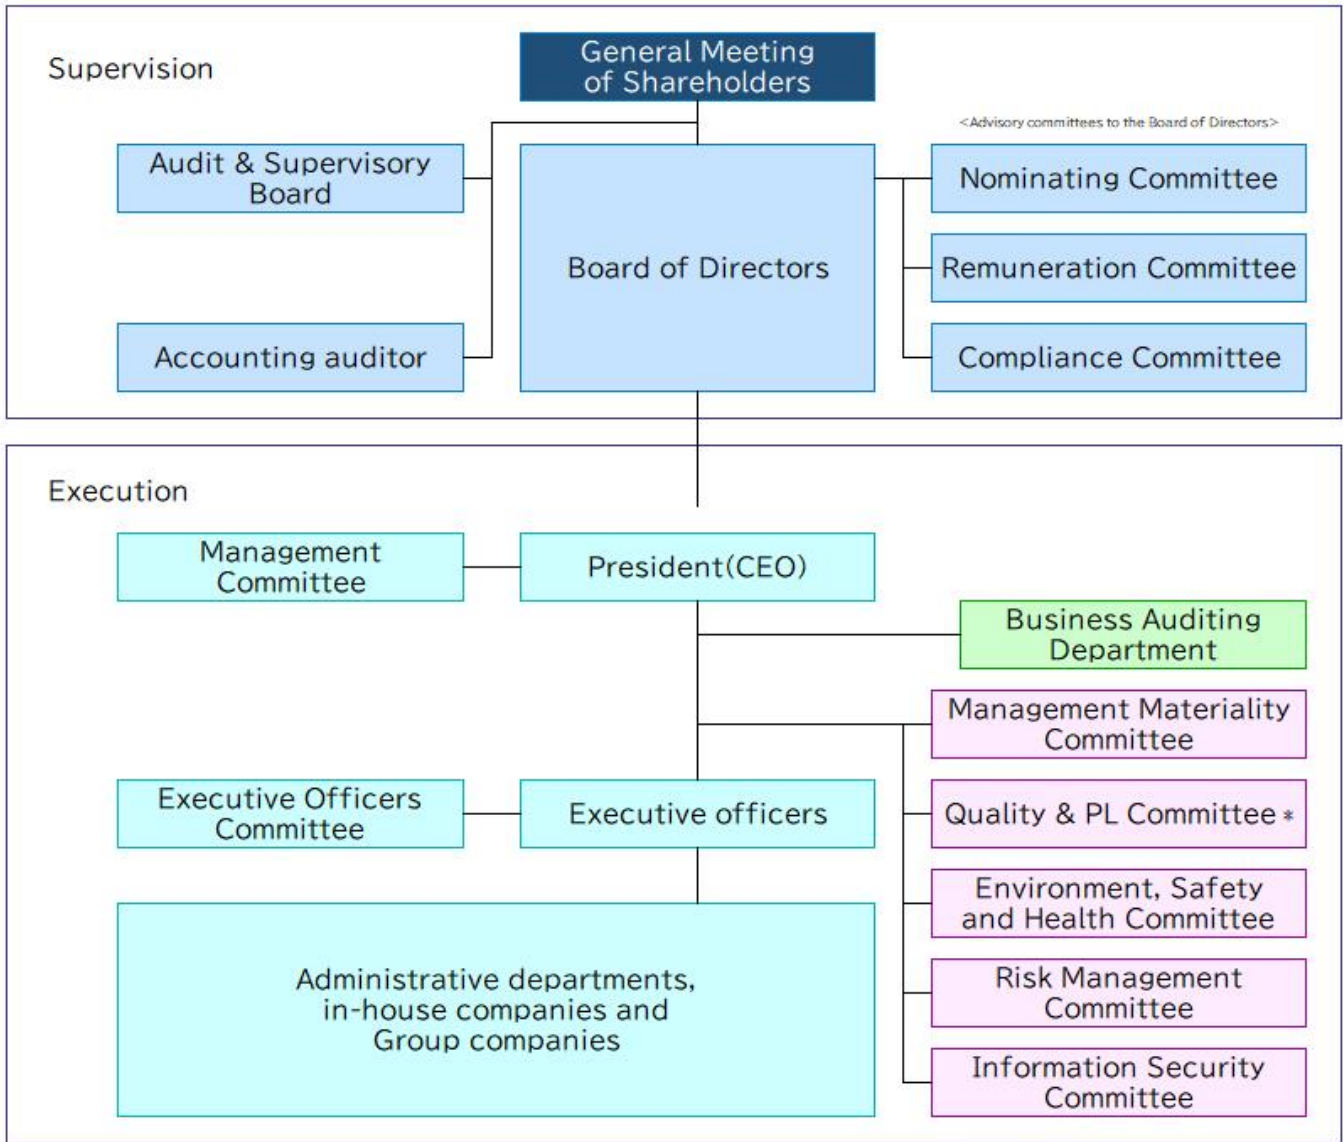 Supervision
General Meeting
of Shareholders
<Advisory committees to the Board of Directors>
Audit & Supervisory
Board
Board of Directors
Nominating Committee
Remuneration Committee
Accounting auditor
Compliance Committee
Execution
Management
Committee
President(CEO)
Business Auditing
Department
Management Materiality
Committee
Executive Officers
Committee
Executive officers
Quality & PL Committee *
Environment, Safety
and Health Committee
Administrative departments,
in-house companies and
Group companies
Risk Management
Committee
Information Security
Committee